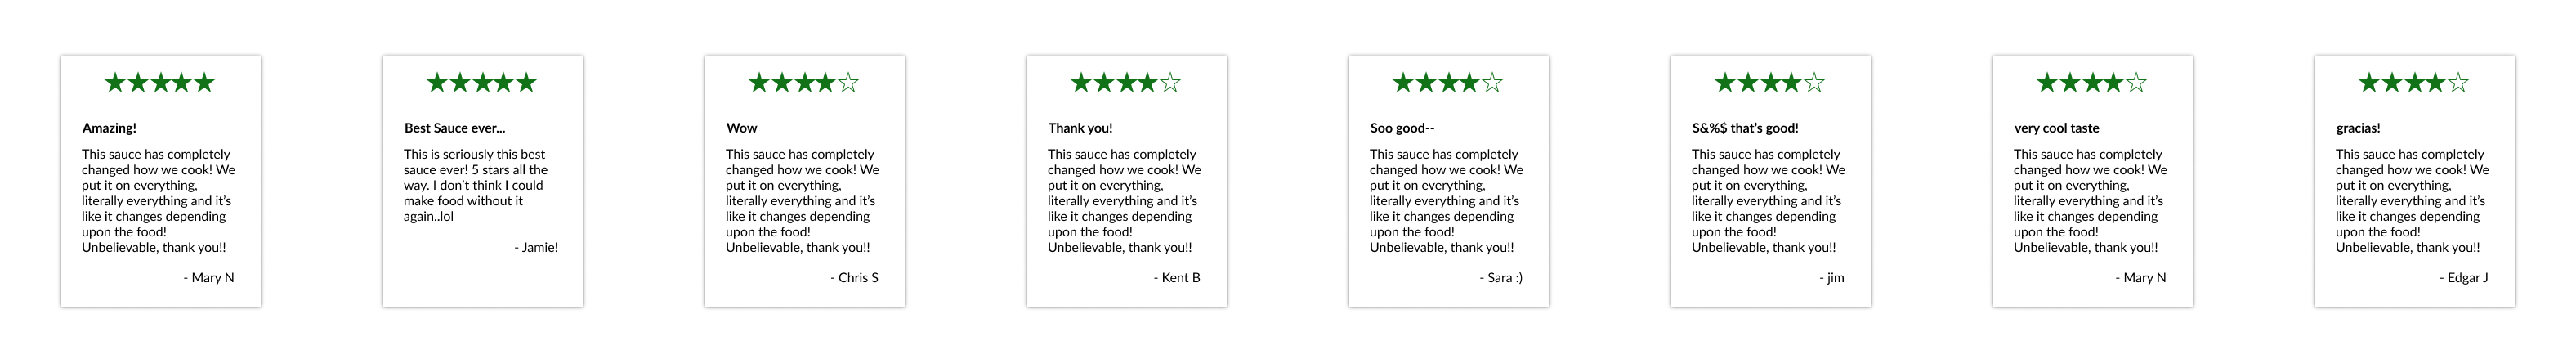 ★★★★★
Amazing!
This sauce has completely
changed how we cook! We
put it on everything,
literally everything and it's
like it changes depending
upon the food!
Unbelievable, thank you!!
- Mary N
★★★★★
Best Sauce ever...
This is seriously this best
sauce ever! 5 stars all the
way. I don't think I could
make food without it
again..lol
- Jamie!
★★★★☆
Wow
This sauce has completely
changed how we cook! We
put it on everything,
literally everything and it's
like it changes depending
upon the food!
Unbelievable, thank you!!
- Chris S
★★★★☆
Thank you!
This sauce has completely
changed how we cook! We
put it on everything,
literally everything and it's
like it changes depending
upon the food!
Unbelievable, thank you!!
- Kent B
★★★★☆
Soo good--
This sauce has completely
changed how we cook! We
put it on everything,
literally everything and it's
like it changes depending
upon the food!
Unbelievable, thank you!!
- Sara :)
★★★★☆
S&%$ that's good!
This sauce has completely
changed how we cook! We
put it on everything,
literally everything and it's
like it changes depending
upon the food!
Unbelievable, thank you!!
- jim
★★★★☆
very cool taste
This sauce has completely
changed how we cook! We
put it on everything,
literally everything and it's
like it changes depending
upon the food!
Unbelievable, thank you!!
- Mary N
★★★★☆
gracias!
This sauce has completely
changed how we cook! We
put it on everything,
literally everything and it's
like it changes depending
upon the food!
Unbelievable, thank you!!
- Edgar J